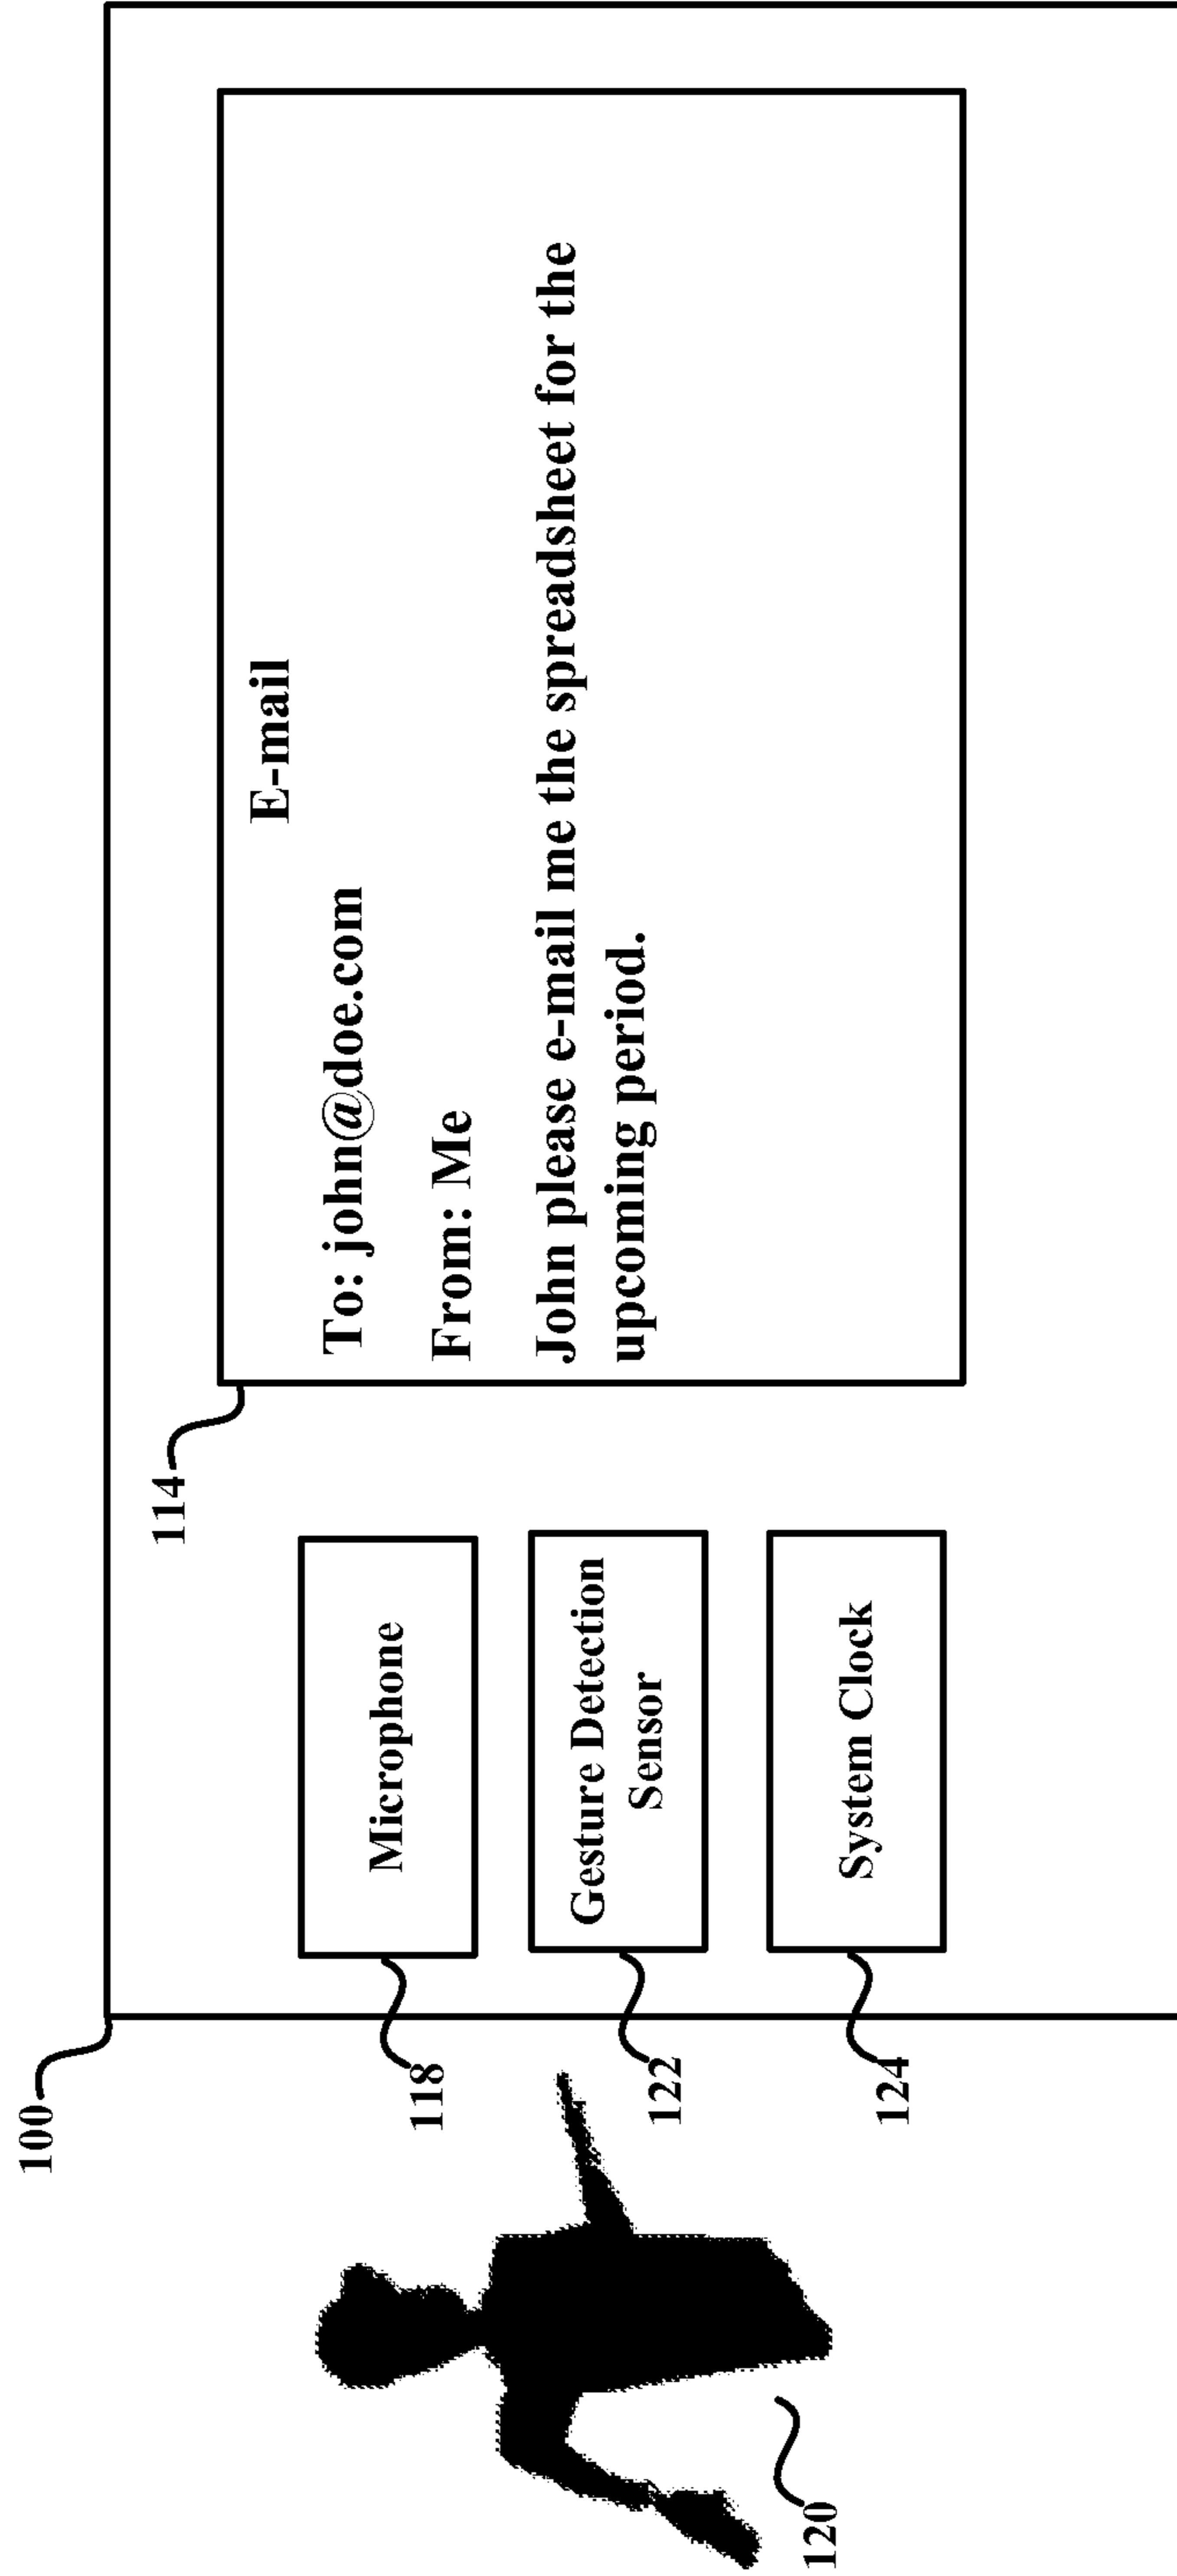 100
114
E-mail
To: john@doe.com
From: Me
John please e-mail me the spreadsheet for the
upcoming period.
Microphone
118
Gesture Detection
Sensor
122
System Clock
124
120